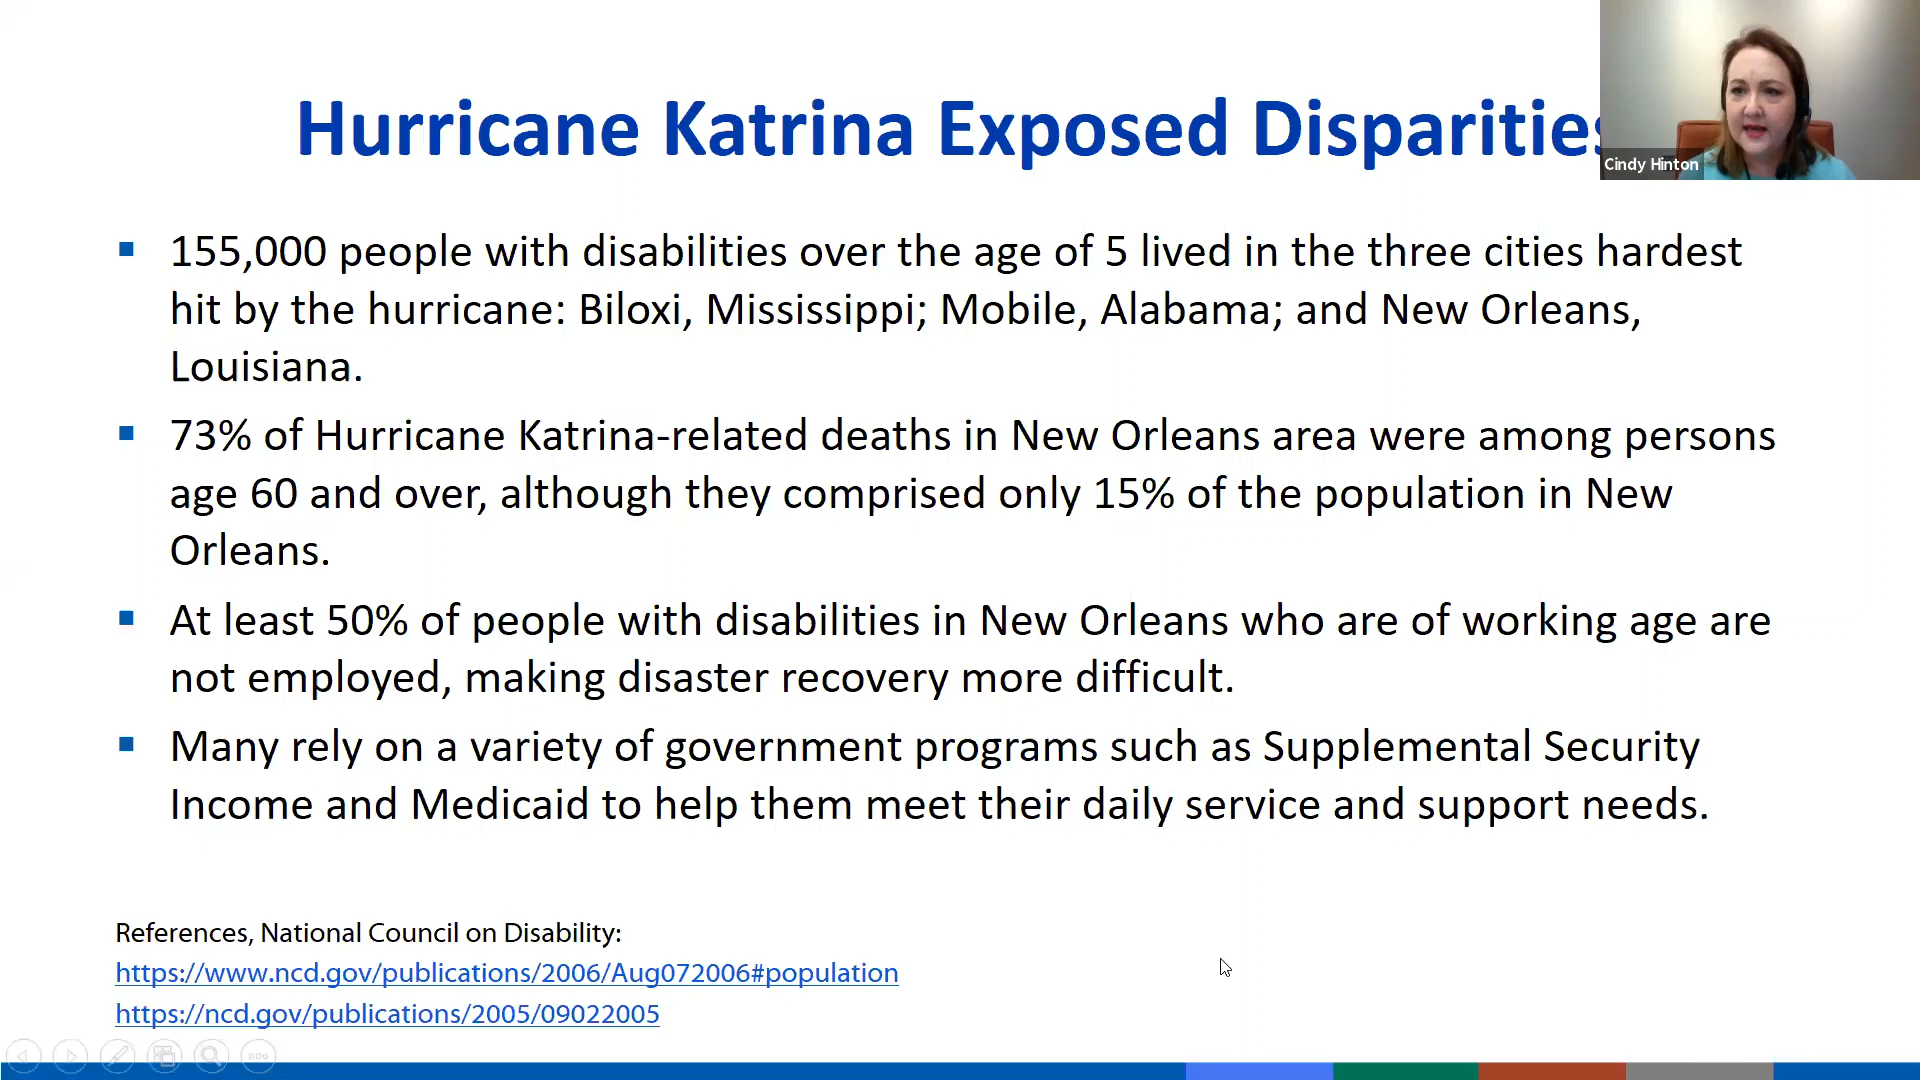 Hurricane Katrina Exposed Disparities
Cindy Hinton
155,000 people with disabilities over the age of 5 lived in the three cities hardest
hit by the hurricane: Biloxi, Mississippi; Mobile, Alabama; and New Orleans,
Louisiana.
73% of Hurricane Katrina-related deaths in New Orleans area were among persons
age 60 and over, although they comprised only 15% of the population in New
Orleans.
At least 50% of people with disabilities in New Orleans who are of working age are
not employed, making disaster recovery more difficult.
Many rely on a variety of government programs such as Supplemental Security
Income and Medicaid to help them meet their daily service and support needs.
References, National Council on Disability:
https://www.ncd.gov/publications/2006/Aug072006#population
https://ncd.gov/publications/2005/09022005